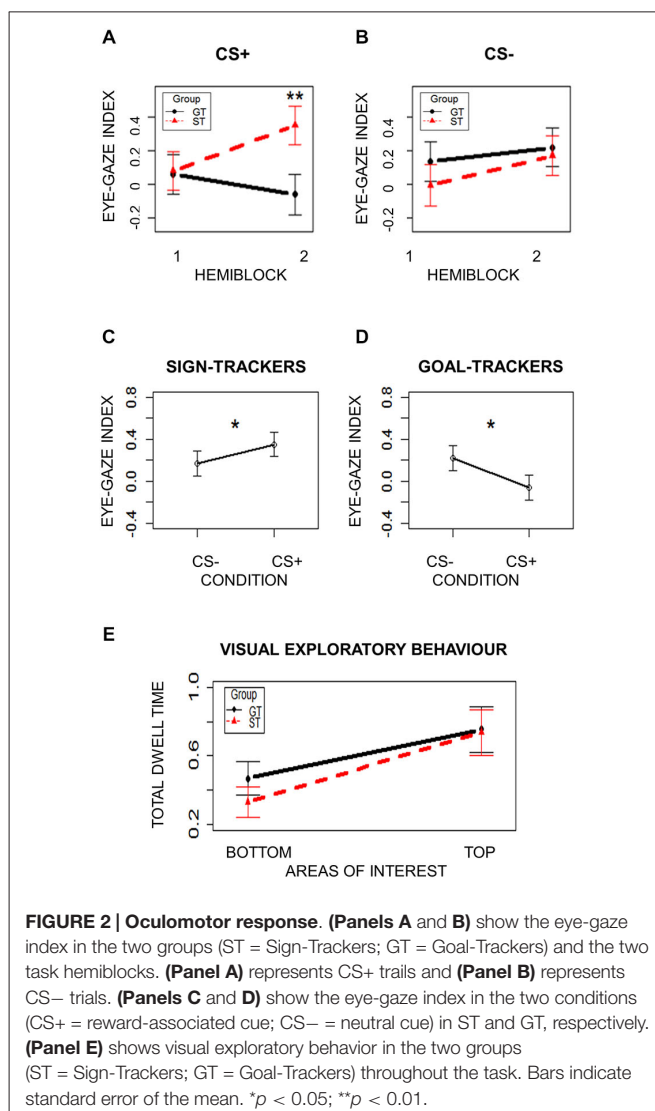 A
CS+
B
CS-
EYE-GAZE INDEX
-0.2 0 0.2 0.4
Group
GT
ST
**
1 2
HEMIBLOCK
EYE-GAZE INDEX
-0.2 0 0.2 0.4
Group
GT
ST
1 2
HEMIBLOCK
C
SIGN-TRACKERS
D
GOAL-TRACKERS
EYE-GAZE INDEX
-0.4 0.0 0.4 0.8
*
CS- CS+
CONDITION
EYE-GAZE INDEX
-0.4 0.0 0.4 0.8
*
CS- CS+
CONDITION
E
VISUAL EXPLORATORY BEHAVIOUR
TOTAL DWELL TIME
0.2 0.6 1.0
Group
GT
ST
BOTTOM TOP
AREAS OF INTEREST
FIGURE 2 | Oculomotor response. (Panels A and B) show the eye-gaze
index in the two groups (ST = Sign-Trackers; GT = Goal-Trackers) and the two
task hemiblocks. (Panel A) represents CS+ trails and (Panel B) represents
CS− trials. (Panels C and D) show the eye-gaze index in the two conditions
(CS+ = reward-associated cue; CS− = neutral cue) in ST and GT, respectively.
(Panel E) shows visual exploratory behavior in the two groups
(ST = Sign-Trackers; GT = Goal-Trackers) throughout the task. Bars indicate
standard error of the mean. *p < 0.05; **p < 0.01.